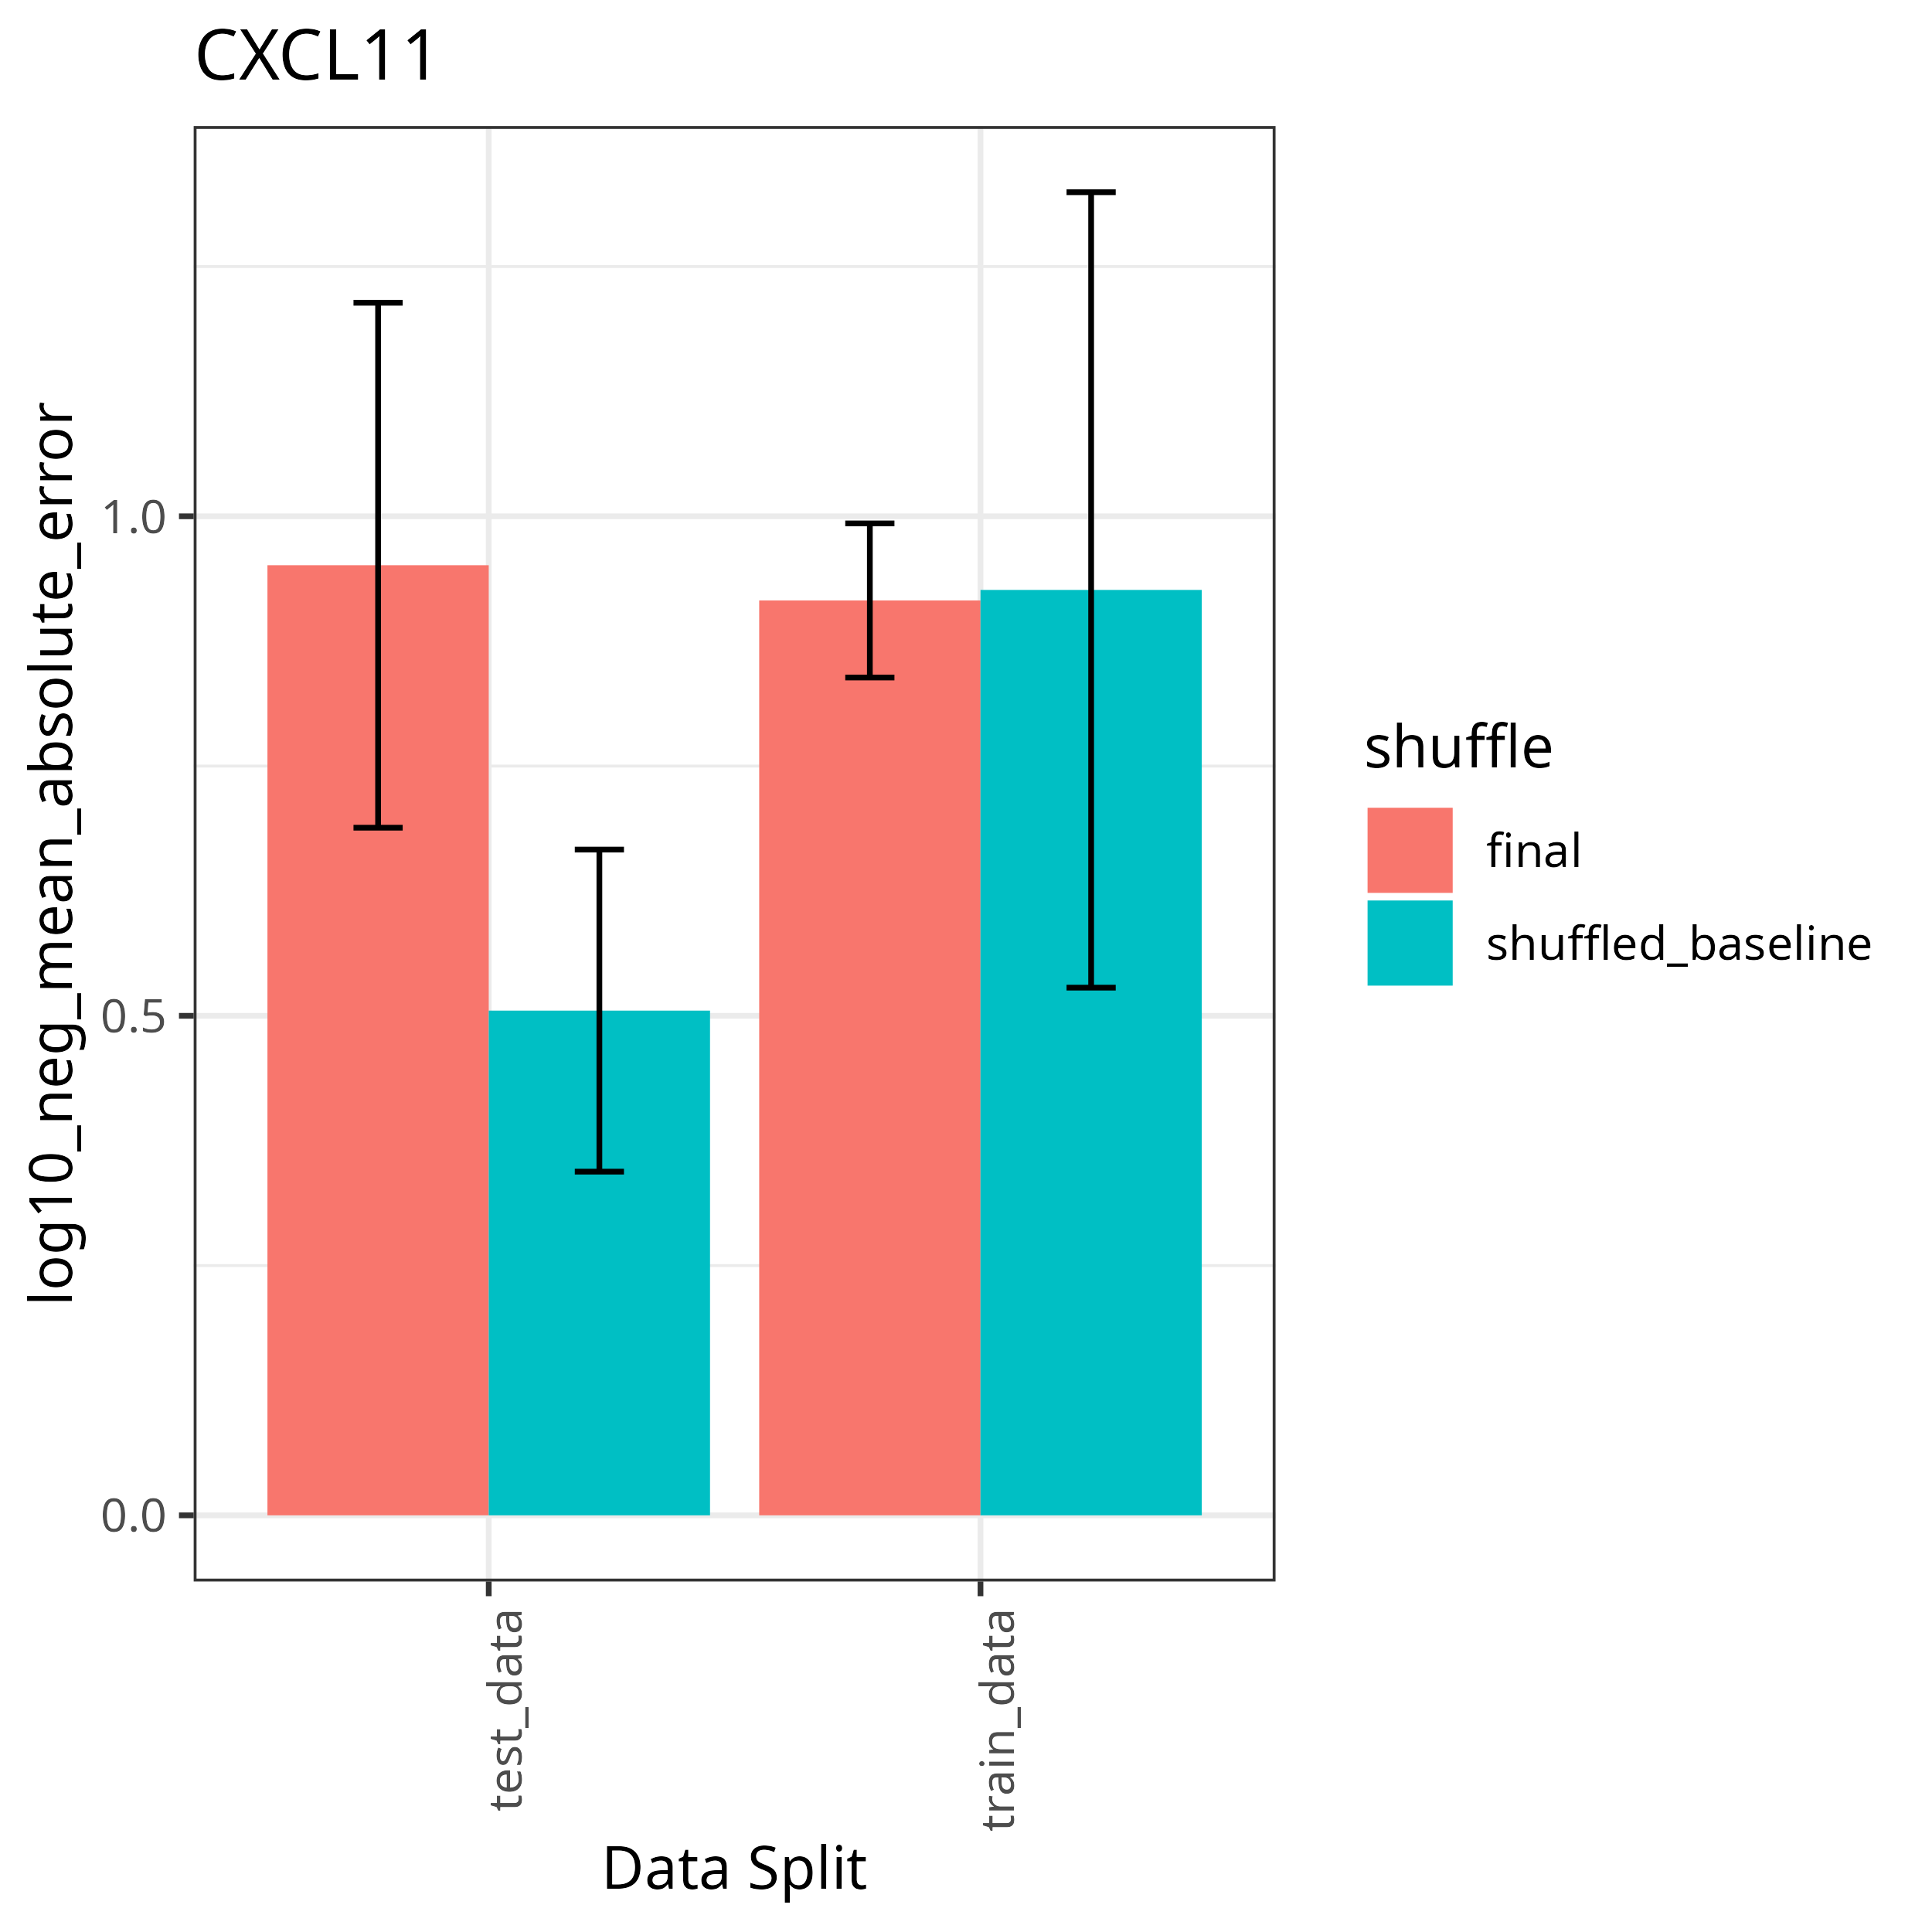 CXCL11
log10_neg_mean_absolute_error
1.0
0.5
0.0
test_data
train_data
Data Split
shuffle
final
shuffled_baseline